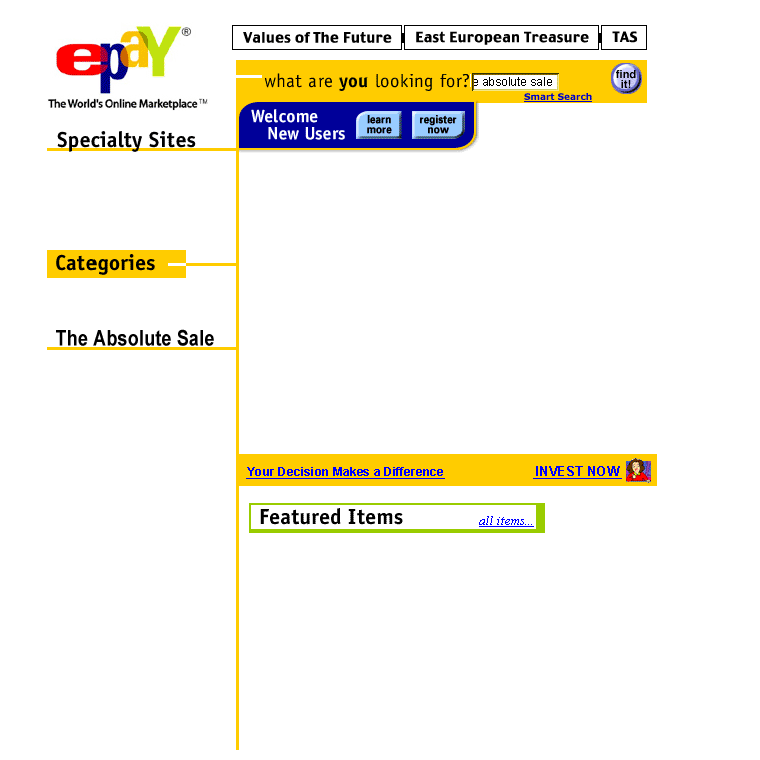 epay®
The World's Online Marketplace™
Values of The Future
East European Treasure
TAS
what are you looking for?
e absolute sale
find it!
Smart Search
Welcome
New Users
learn more
register now
Specialty Sites
Categories
The Absolute Sale
Your Decision Makes a Difference
INVEST NOW
Featured Items
all items...